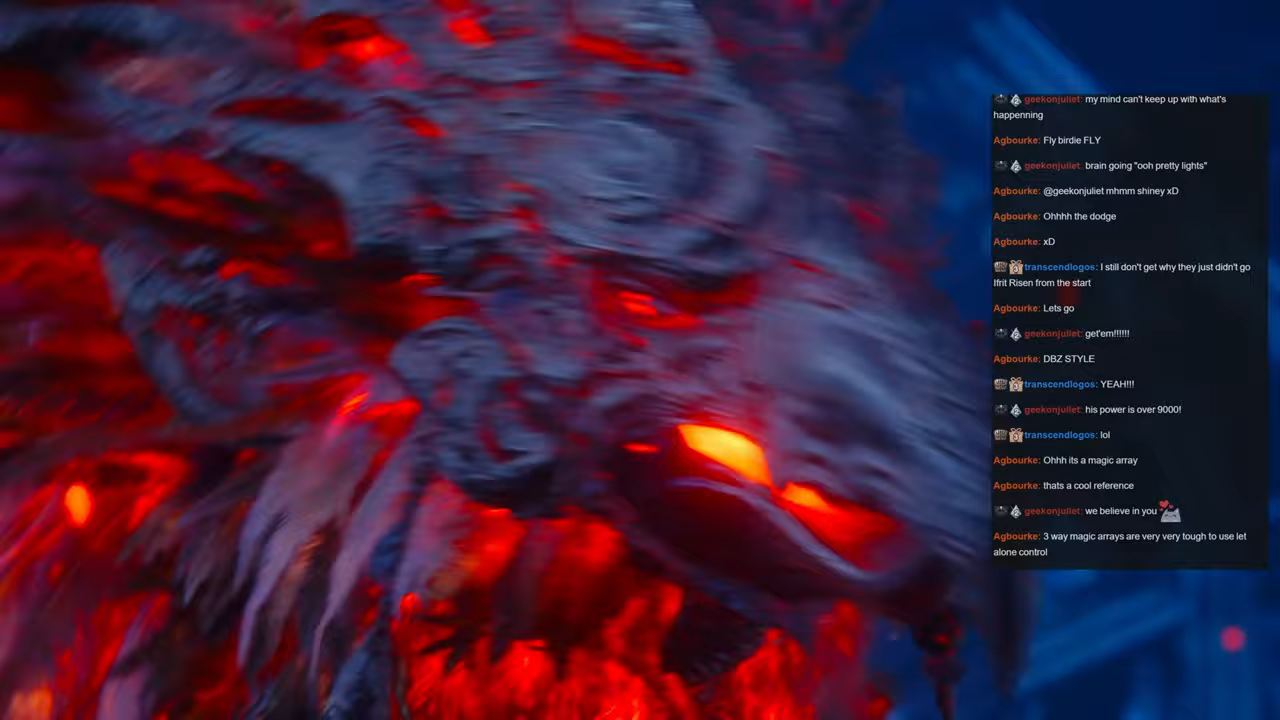 geekonjuliet: my mind can't keep up with what's
happenning
Agbourke: Fly birdie FLY
geekonjuliet: brain going "ooh pretty lights"
Agbourke: @geekonjuliet mhmm shiney xD
Agbourke: Ohhhh the dodge
Agbourke: xD
transcendlogos: I still don't get why they just didn't go
Ifrit Risen from the start
Agbourke: Lets go
geekonjuliet: get'em!!!!!!
Agbourke: DBZ STYLE
transcendlogos: YEAH!!!
geekonjuliet: his power is over 9000!
transcendlogos: lol
Agbourke: Ohhh its a magic array
Agbourke: thats a cool reference
geekonjuliet: we believe in you
Agbourke: 3 way magic arrays are very very tough to use let
alone control